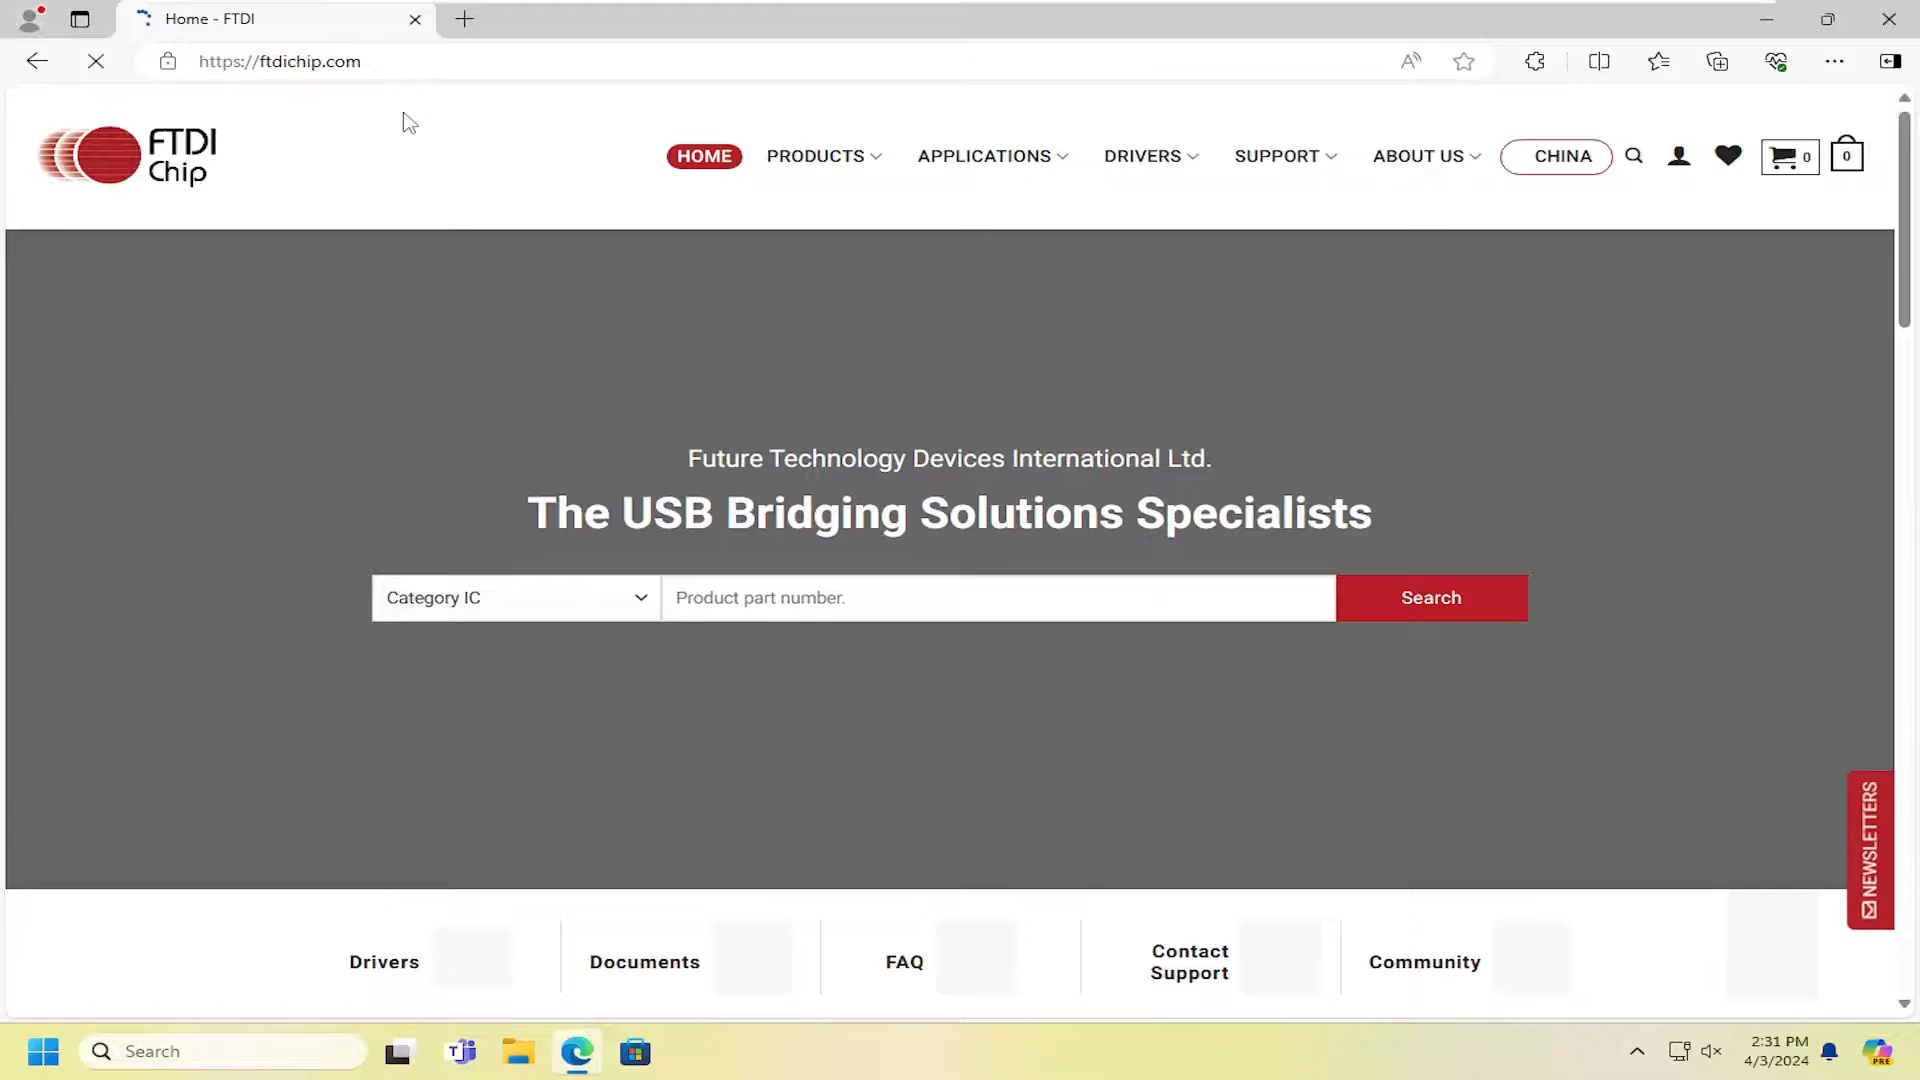 Home - FTDI
https://ftdichip.com
FTDI
Chip
HOME
PRODUCTS
APPLICATIONS
DRIVERS
SUPPORT
ABOUT US
CHINA
0
0
Future Technology Devices International Ltd.
The USB Bridging Solutions Specialists
Category IC
Product part number.
Search
NEWSLETTERS
Drivers
Documents
FAQ
Contact
Support
Community
Search
2:31 PM
4/3/2024
PRE